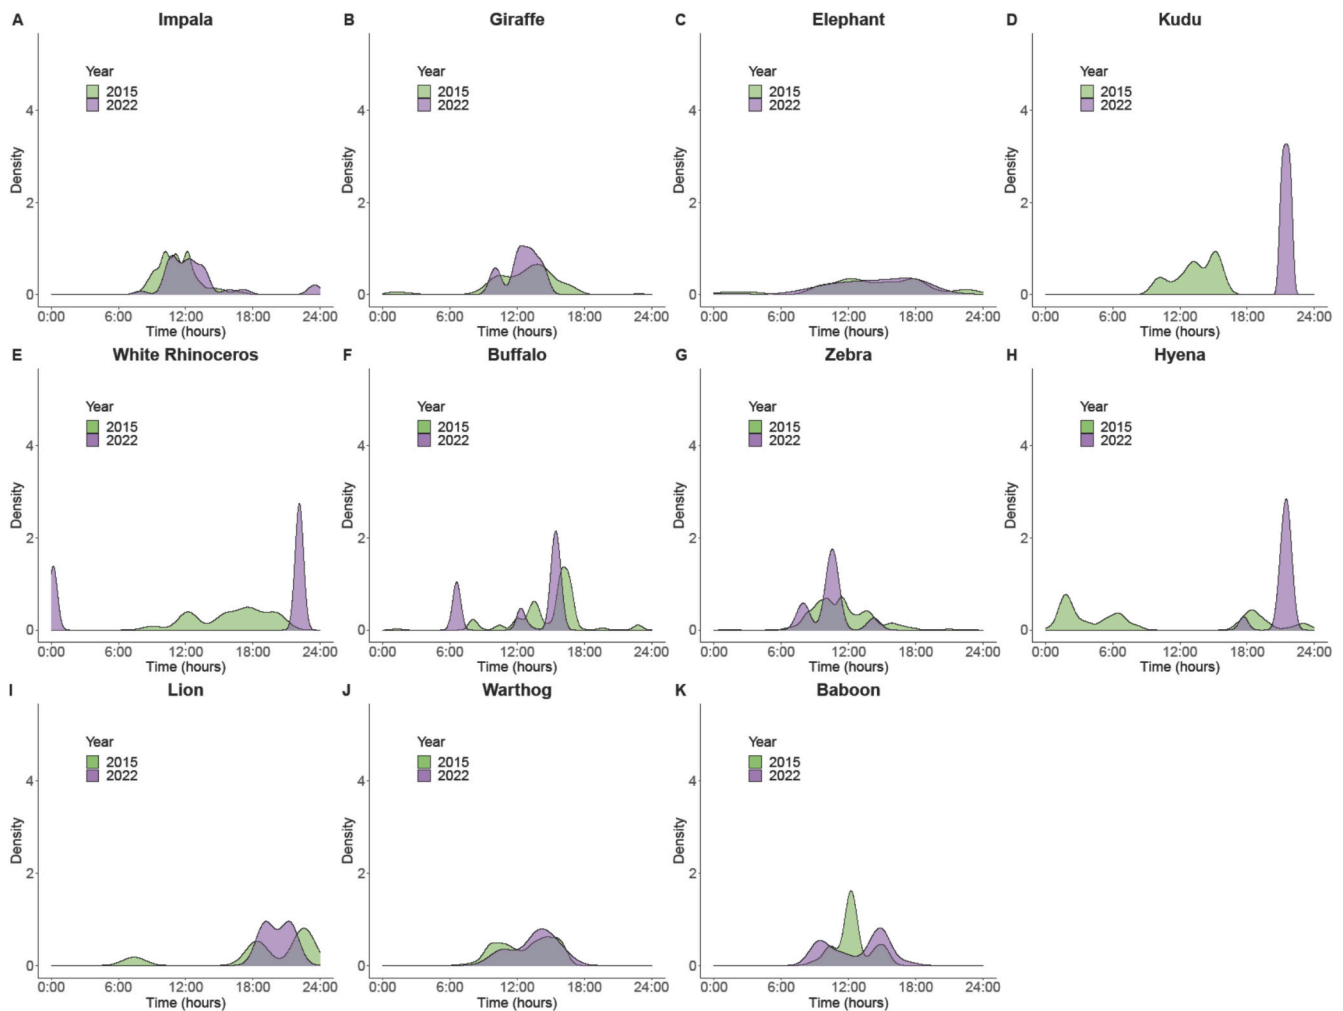 A Impala
Year
2015
2022
4
2
0
Density
0:00 6:00 12:00 18:00 24:00
Time (hours)
B Giraffe
Year
2015
2022
4
2
0
Density
0:00 6:00 12:00 18:00 24:00
Time (hours)
C Elephant
Year
2015
2022
4
2
0
Density
0:00 6:00 12:00 18:00 24:00
Time (hours)
D Kudu
Year
2015
2022
4
2
0
Density
0:00 6:00 12:00 18:00 24:00
Time (hours)
E White Rhinoceros
Year
2015
2022
4
2
0
Density
0:00 6:00 12:00 18:00 24:00
Time (hours)
F Buffalo
Year
2015
2022
4
2
0
Density
0:00 6:00 12:00 18:00 24:00
Time (hours)
G Zebra
Year
2015
2022
4
2
0
Density
0:00 6:00 12:00 18:00 24:00
Time (hours)
H Hyena
Year
2015
2022
4
2
0
Density
0:00 6:00 12:00 18:00 24:00
Time (hours)
I Lion
Year
2015
2022
4
2
0
Density
0:00 6:00 12:00 18:00 24:00
Time (hours)
J Warthog
Year
2015
2022
4
2
0
Density
0:00 6:00 12:00 18:00 24:00
Time (hours)
K Baboon
Year
2015
2022
4
2
0
Density
0:00 6:00 12:00 18:00 24:00
Time (hours)